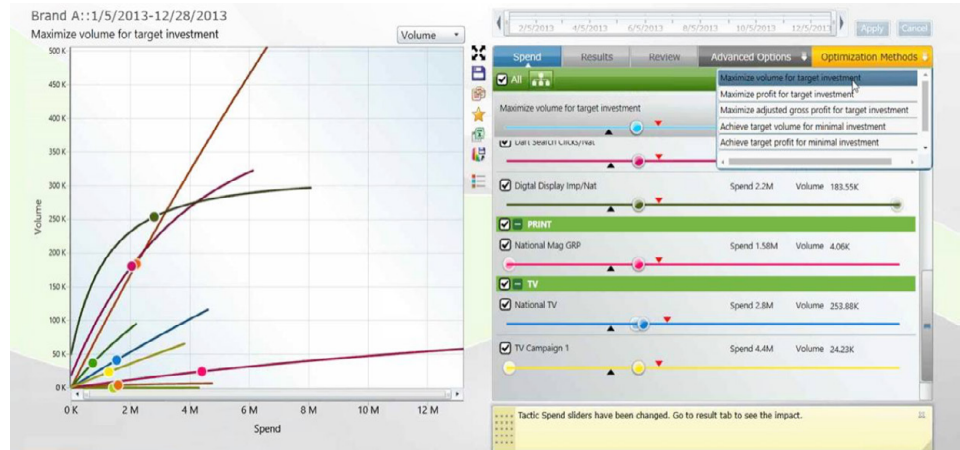 Brand A::1/5/2013-12/28/2013
Maximize volume for target investment
Volume
500 K
450 K
400 K
350 K
300 K
250 K
200 K
150 K
100 K
50 K
0 K
Volume
0 K 2 M 4 M 6 M 8 M 10 M 12 M
Spend
2/5/2013 4/5/2013 6/5/2013 8/5/2013 10/5/2013 12/5/2013
Apply Cancel
Spend Results Review Advanced Options Optimization Methods
All
Maximize volume for target investment
Maximize profit for target investment
Maximize adjusted gross profit for target investment
Achieve target volume for minimal investment
Achieve target profit for minimal investment
Maximize volume for target investment
Dart Search Clicks/Nat
Digtal Display Imp/Nat Spend 2.2M Volume 183.55K
PRINT
National Mag GRP Spend 1.58M Volume 4.06K
TV
National TV Spend 2.8M Volume 253.88K
TV Campaign 1 Spend 4.4M Volume 24.23K
Tactic Spend sliders have been changed. Go to result tab to see the impact.